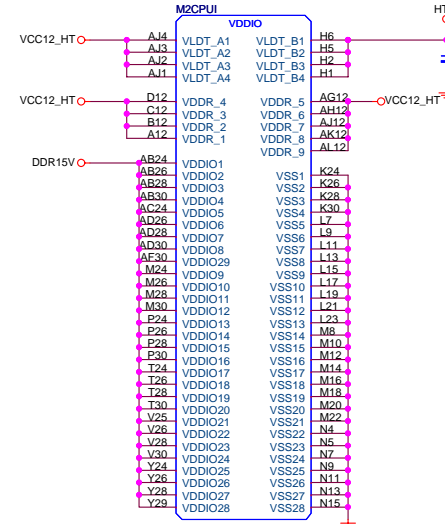 M2CPUI
HT
VDDIO
VCC12_HT AJ4 VLDT_A1 VLDT_B1 H6
AJ3 VLDT_A2 VLDT_B2 H5
AJ2 VLDT_A3 VLDT_B3 H2
AJ1 VLDT_A4 VLDT_B4 H1
VCC12_HT D12 VDDR_4 VDDR_5 AG12 VCC12_HT
C12 VDDR_3 VDDR_6 AH12
B12 VDDR_2 VDDR_7 AJ12
A12 VDDR_1 VDDR_8 AK12
VDDR_9 AL12
DDR15V AB24 VDDIO1
AB26 VDDIO2 VSS1 K24
AB28 VDDIO3 VSS2 K26
AB30 VDDIO4 VSS3 K28
AC24 VDDIO5 VSS4 K30
AD26 VDDIO6 VSS5 L7
AD28 VDDIO7 VSS6 L9
AD30 VDDIO8 VSS7 L11
AF30 VDDIO29 VSS8 L13
M24 VDDIO9 VSS9 L15
M26 VDDIO10 VSS10 L17
M28 VDDIO11 VSS11 L19
M30 VDDIO12 VSS12 L21
P24 VDDIO13 VSS13 L23
P26 VDDIO14 VSS14 M8
P28 VDDIO15 VSS15 M10
P30 VDDIO16 VSS16 M12
T24 VDDIO17 VSS17 M14
T26 VDDIO18 VSS18 M16
T28 VDDIO19 VSS19 M18
T30 VDDIO20 VSS20 M20
V25 VDDIO21 VSS21 M22
V26 VDDIO22 VSS22 N4
V28 VDDIO23 VSS23 N5
V30 VDDIO24 VSS24 N7
Y24 VDDIO25 VSS25 N9
Y26 VDDIO26 VSS26 N11
Y28 VDDIO27 VSS27 N13
Y29 VDDIO28 VSS28 N15